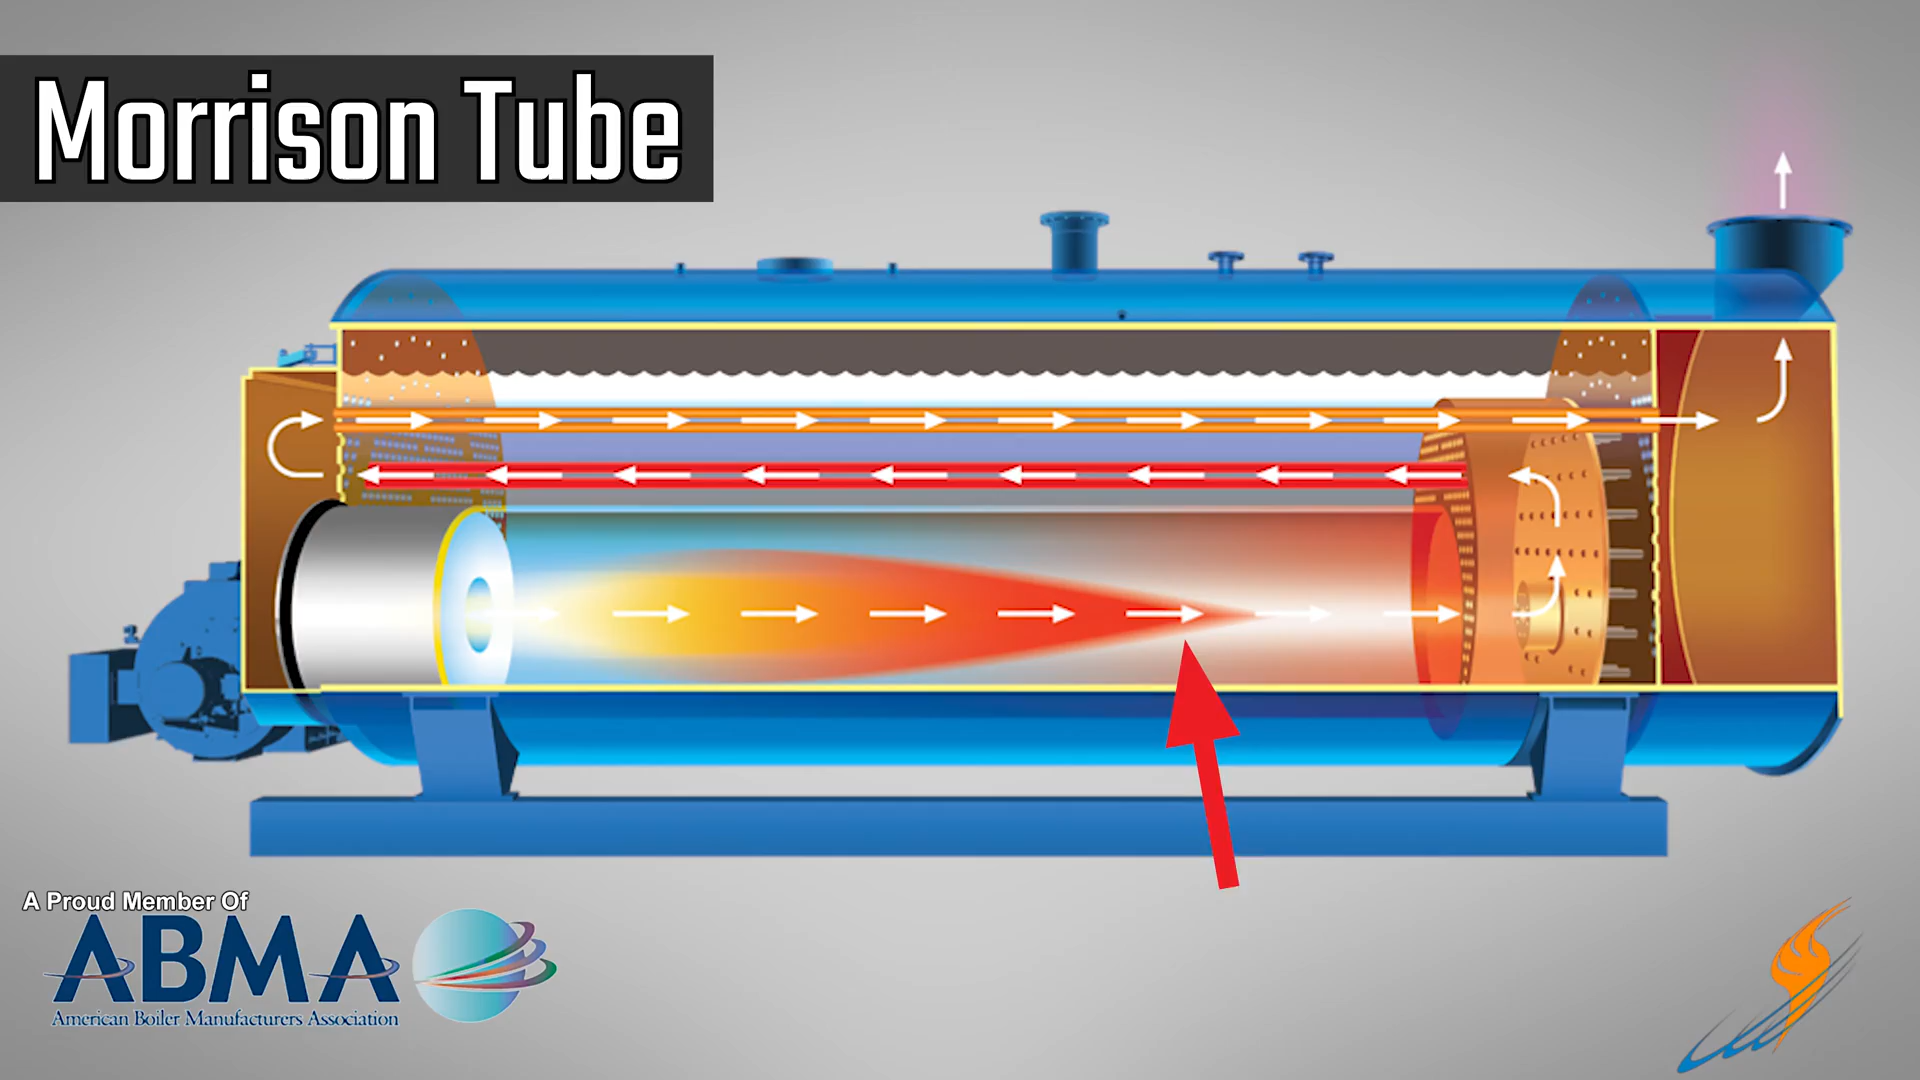 Morrison Tube
A Proud Member Of
ABMA
American Boiler Manufacturers Association